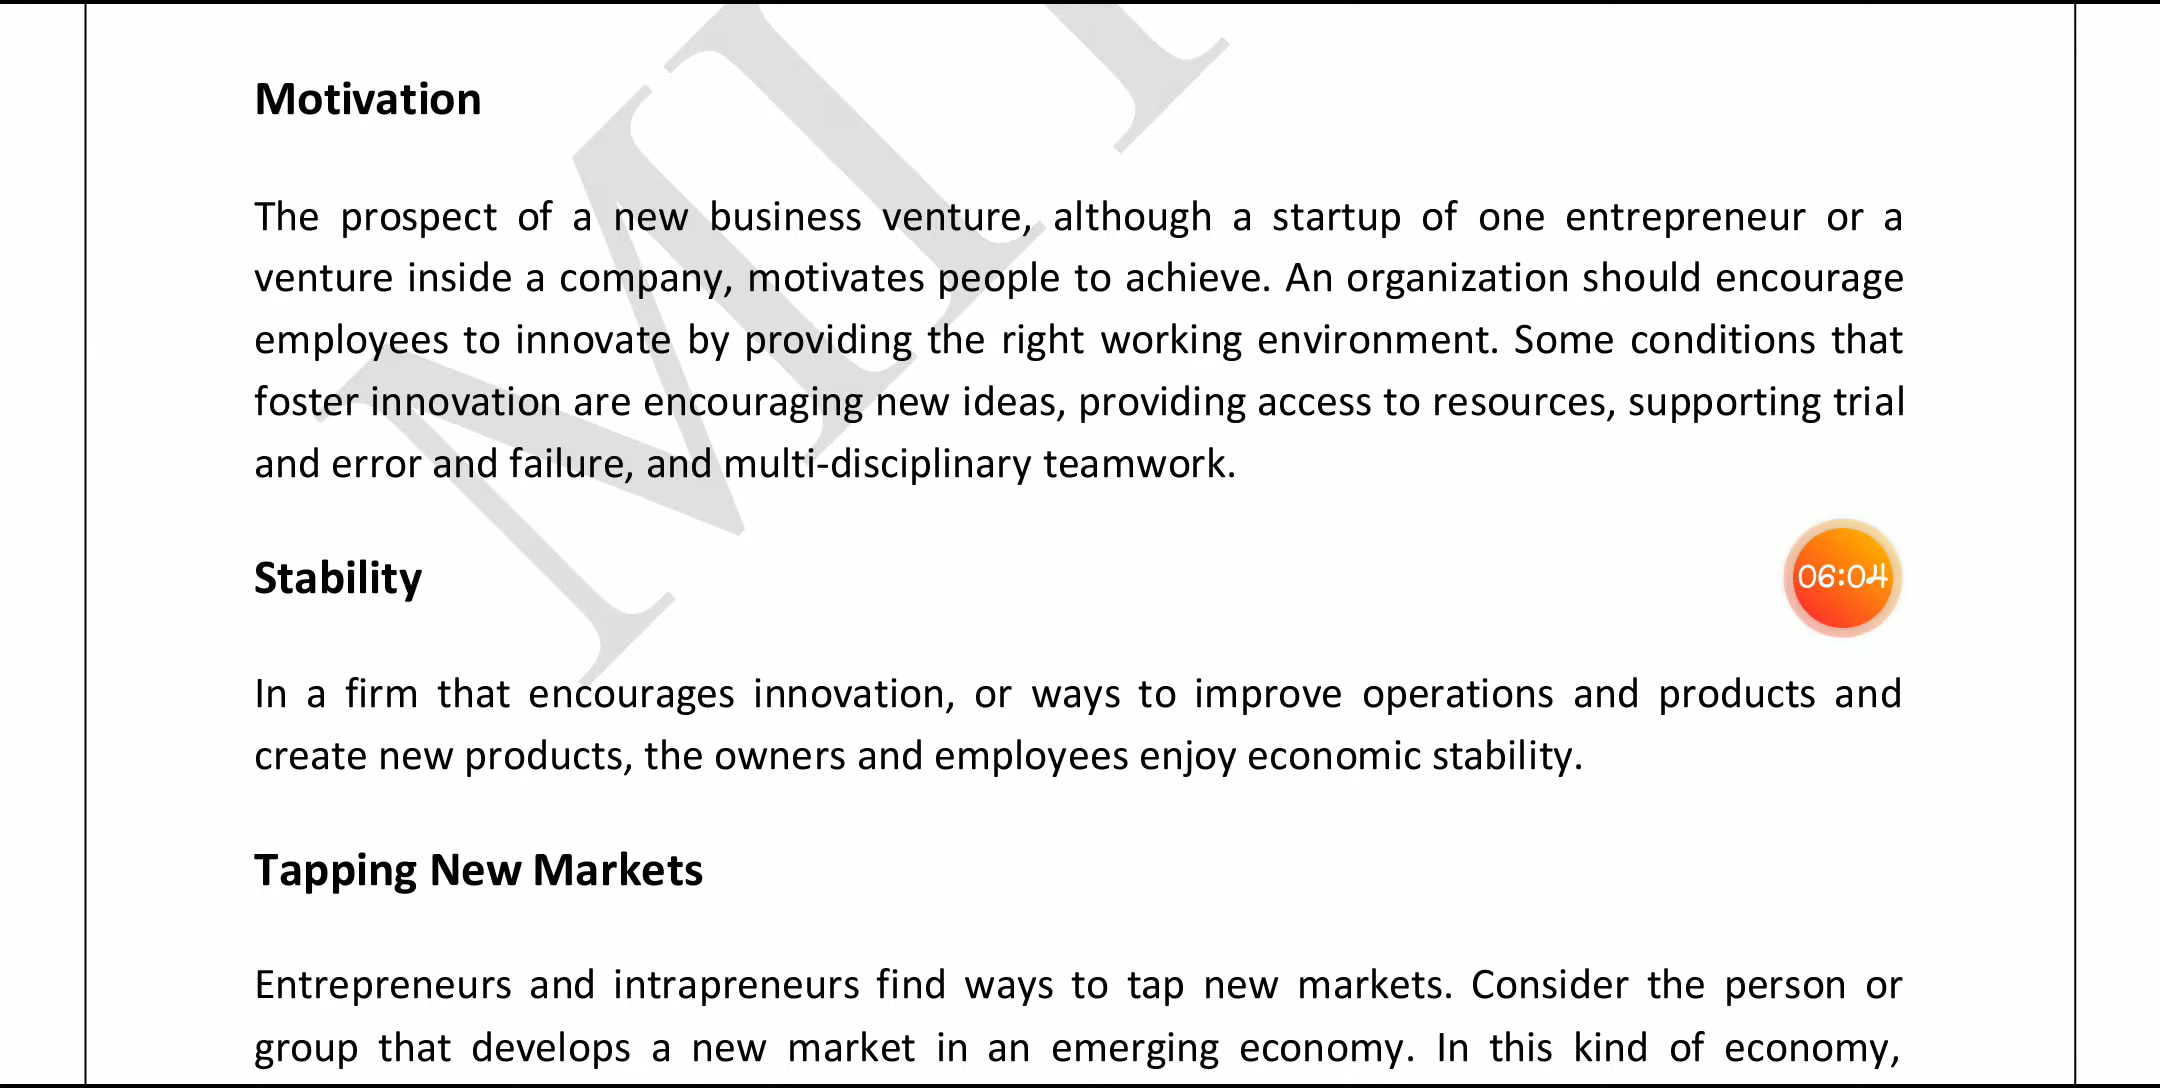 Motivation
The prospect of a new business venture, although a startup of one entrepreneur or a
venture inside a company, motivates people to achieve. An organization should encourage
employees to innovate by providing the right working environment. Some conditions that
foster innovation are encouraging new ideas, providing access to resources, supporting trial
and error and failure, and multi-disciplinary teamwork.
Stability
06:04
In a firm that encourages innovation, or ways to improve operations and products and
create new products, the owners and employees enjoy economic stability.
Tapping New Markets
Entrepreneurs and intrapreneurs find ways to tap new markets. Consider the person or
group that develops a new market in an emerging economy. In this kind of economy,